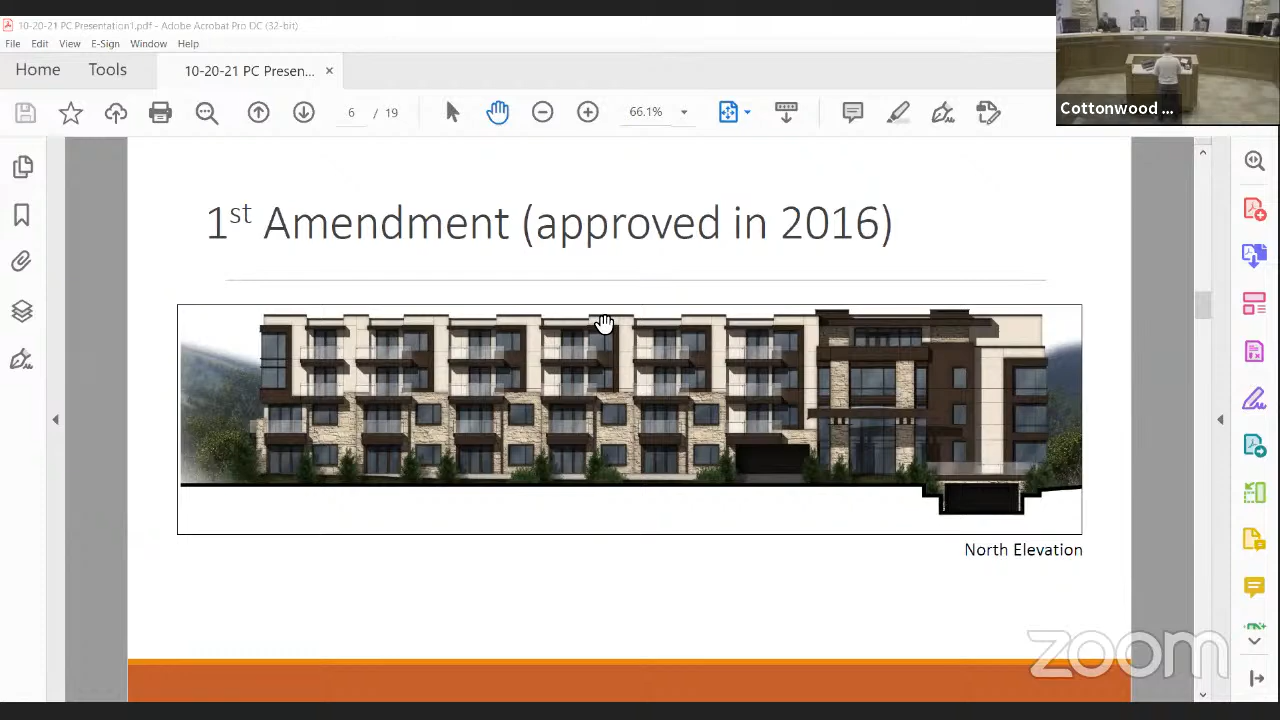 10-20-21 PC Presentation1.pdf - Adobe Acrobat Pro DC (32-bit)
File Edit View E-Sign Window Help
Home Tools 10-20-21 PC Presen... ×
6 / 19 66.1%
Cottonwood ...
1st Amendment (approved in 2016)
North Elevation
zoom